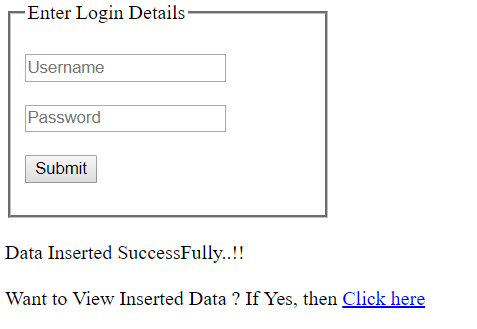 Enter Login Details
Username
Password
Submit
Data Inserted SuccessFully..!!
Want to View Inserted Data ? If Yes, then Click here